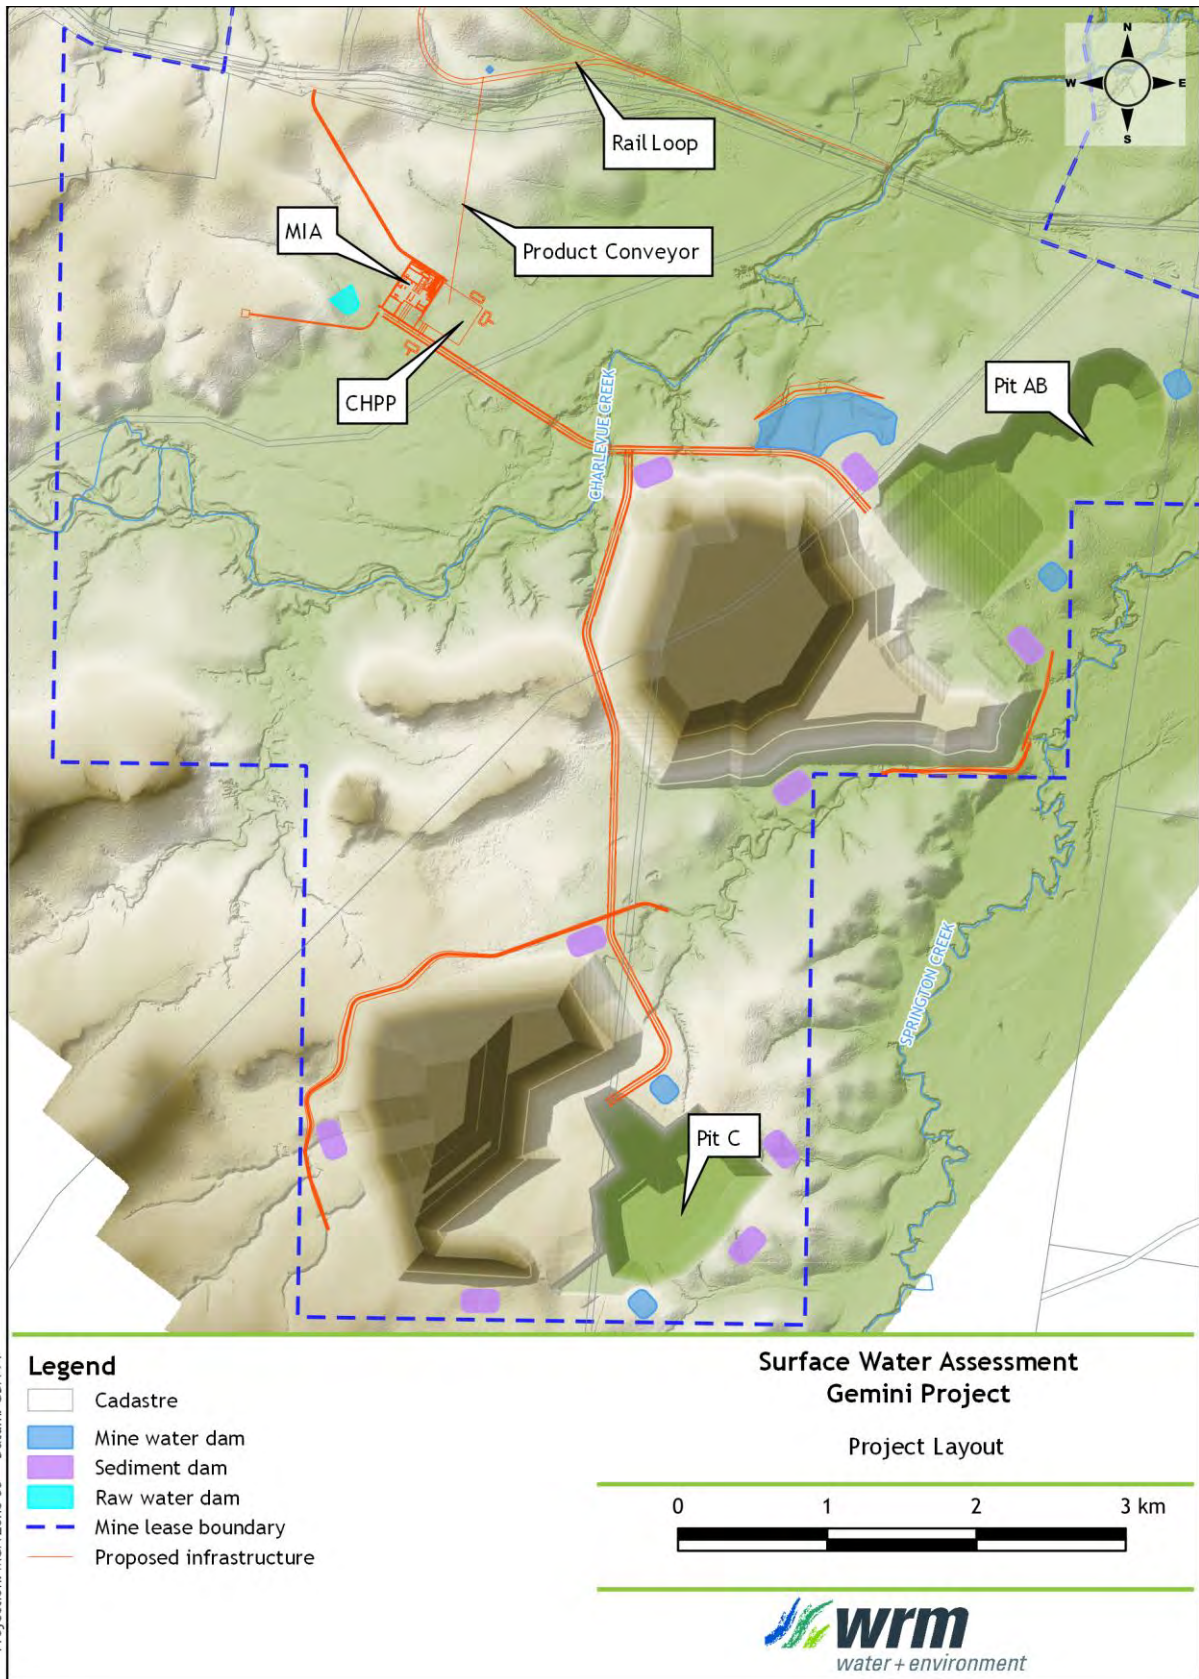 N
W
E
S
Rail Loop
MIA
Product Conveyor
Pit AB
CHPP
CHARLEVUE CREEK
SPRINGTON CREEK
Pit C
Legend
Cadastre
Mine water dam
Sediment dam
Raw water dam
Mine lease boundary
Proposed infrastructure
Surface Water Assessment
Gemini Project
Project Layout
0 1 2 3 km
wrm
water + environment